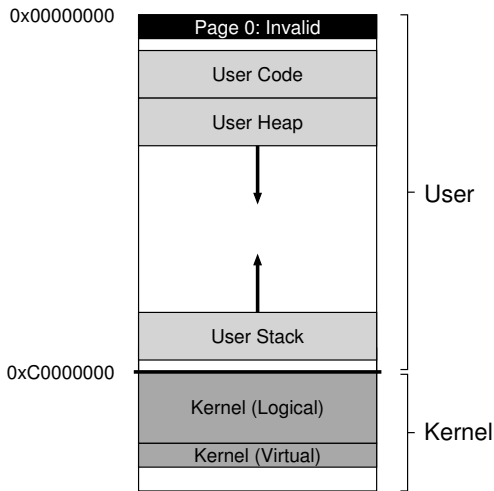 0x00000000
Page 0: Invalid
User Code
User Heap
User
User Stack
0xC0000000
Kernel (Logical)
Kernel
Kernel (Virtual)